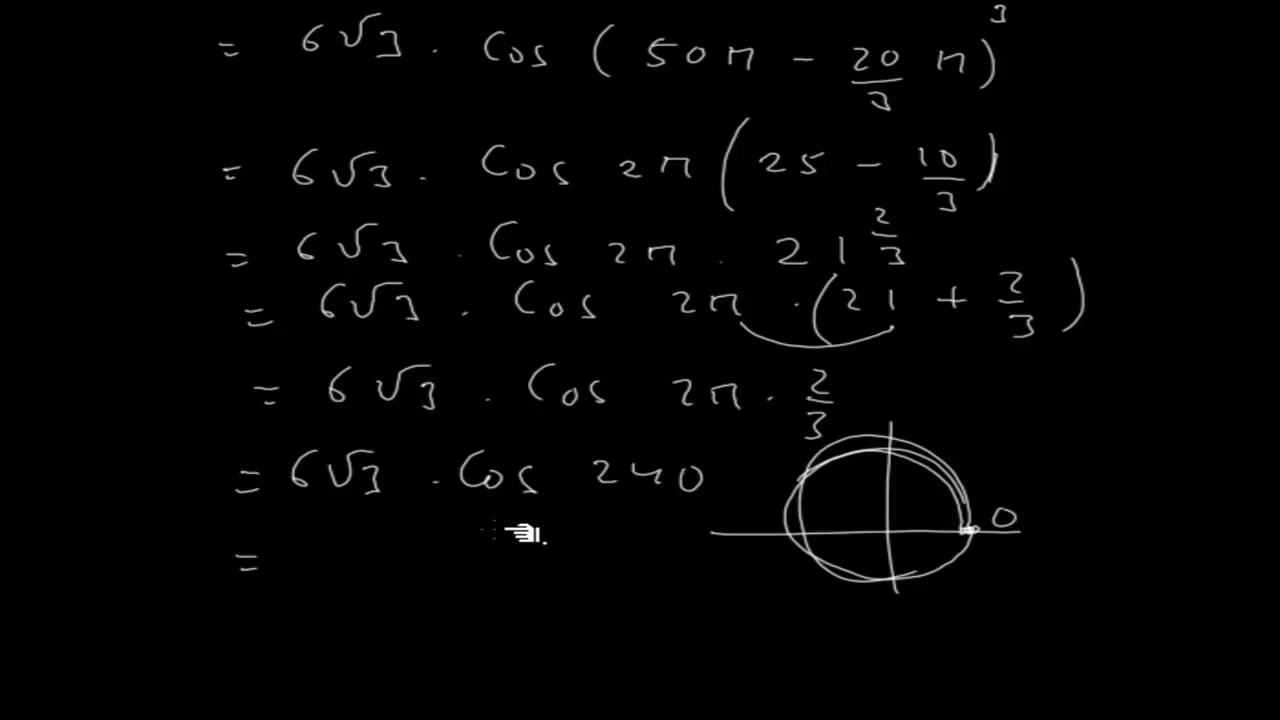 = 6√3 . Cos (50π - 20/3 π) 3
= 6√3 . Cos 2π (25 - 10/3)
= 6√3 . Cos 2π . 21 2/3
= 6√3 . Cos 2π . (21 + 2/3)
= 6√3 . Cos 2π . 2/3
= 6√3 . Cos 240
0
=